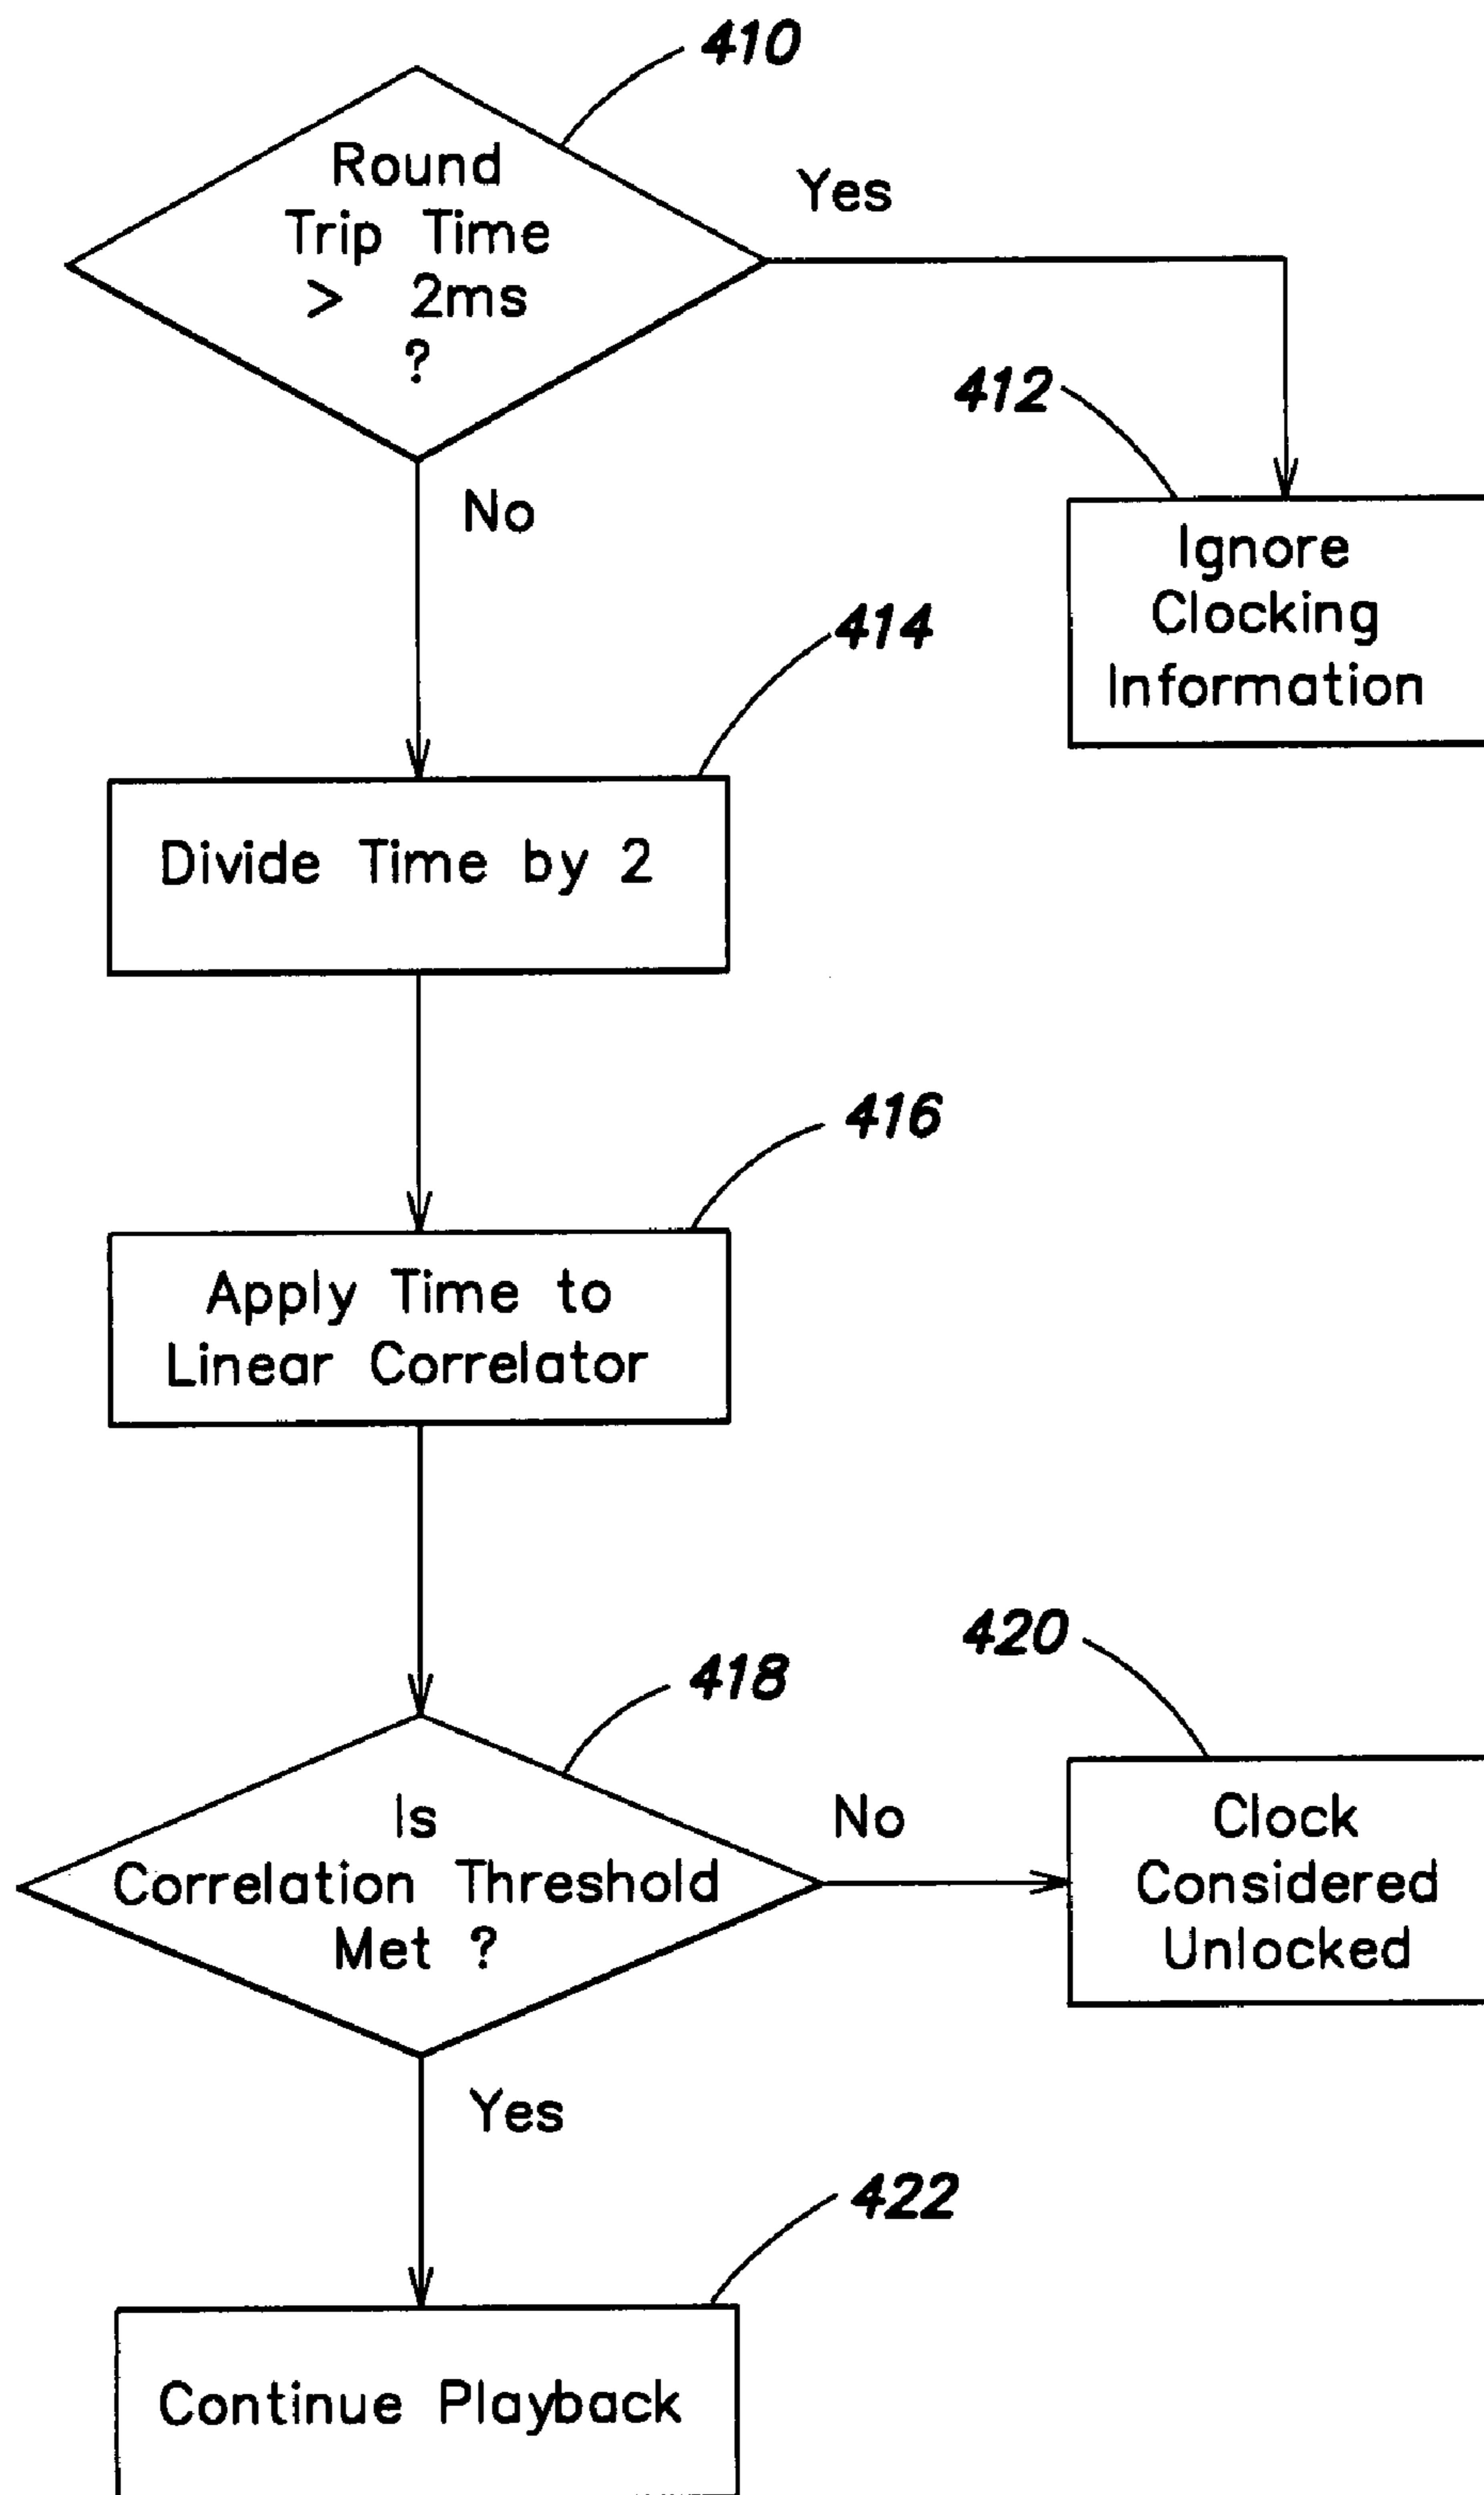 410
Round
Trip Time
> 2ms
?
Yes
No
412
Ignore
Clocking
Information
414
Divide Time by 2
416
Apply Time to
Linear Correlator
418
Is
Correlation Threshold
Met ?
No
420
Clock
Considered
Unlocked
Yes
422
Continue Playback